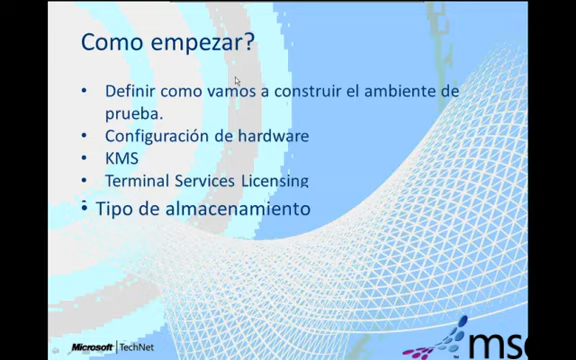 Como empezar?
• Definir como vamos a construir el ambiente de
prueba.
• Configuración de hardware
• KMS
• Terminal Services Licensing
• Tipo de almacenamiento
Microsoft | TechNet